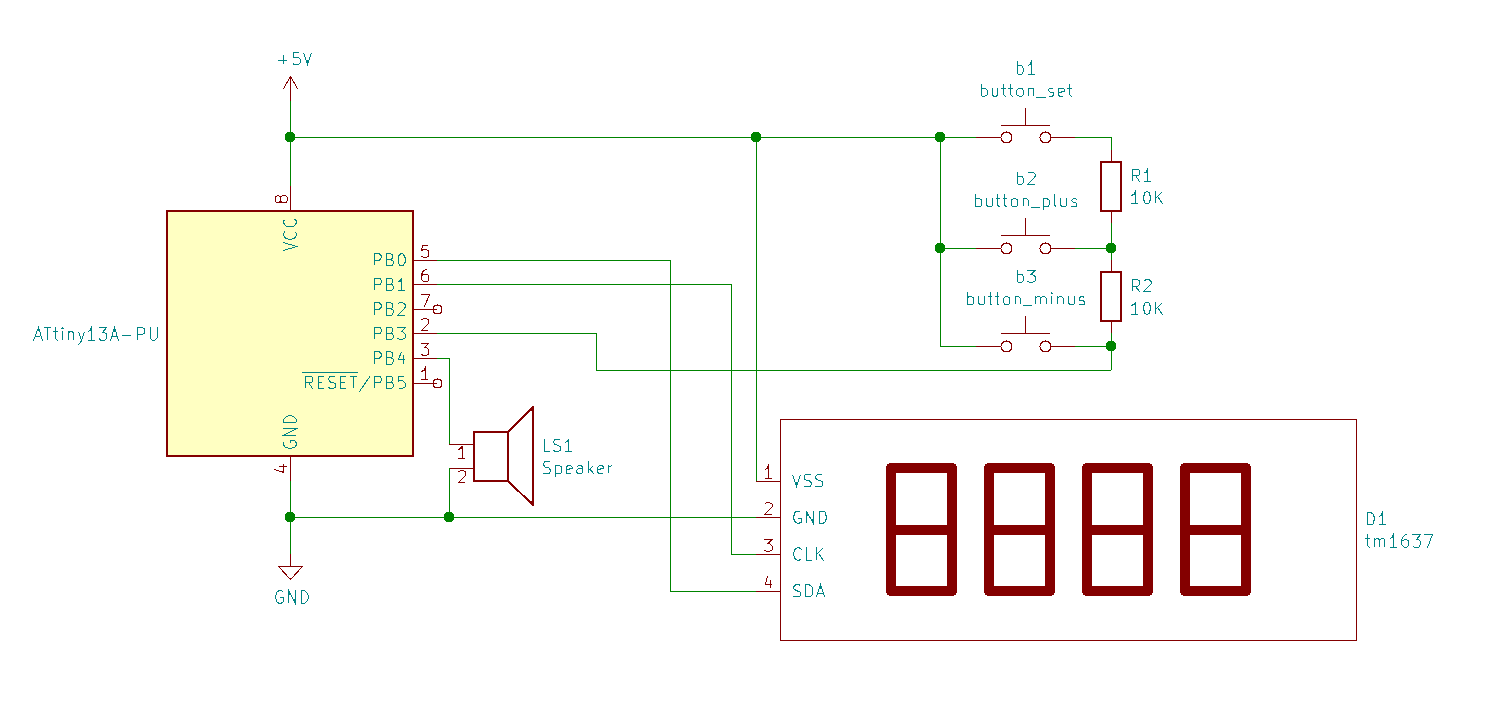 +5V
b1
button_set
R1
10K
b2
button_plus
b3
button_minus
R2
10K
8
VCC
ATtiny13A-PU
PB0 5
PB1 6
PB2 7
PB3 2
PB4 3
RESET/PB5 1
GND
4
1
2
LS1
Speaker
GND
1 VSS
2 GND
3 CLK
4 SDA
D1
tm1637